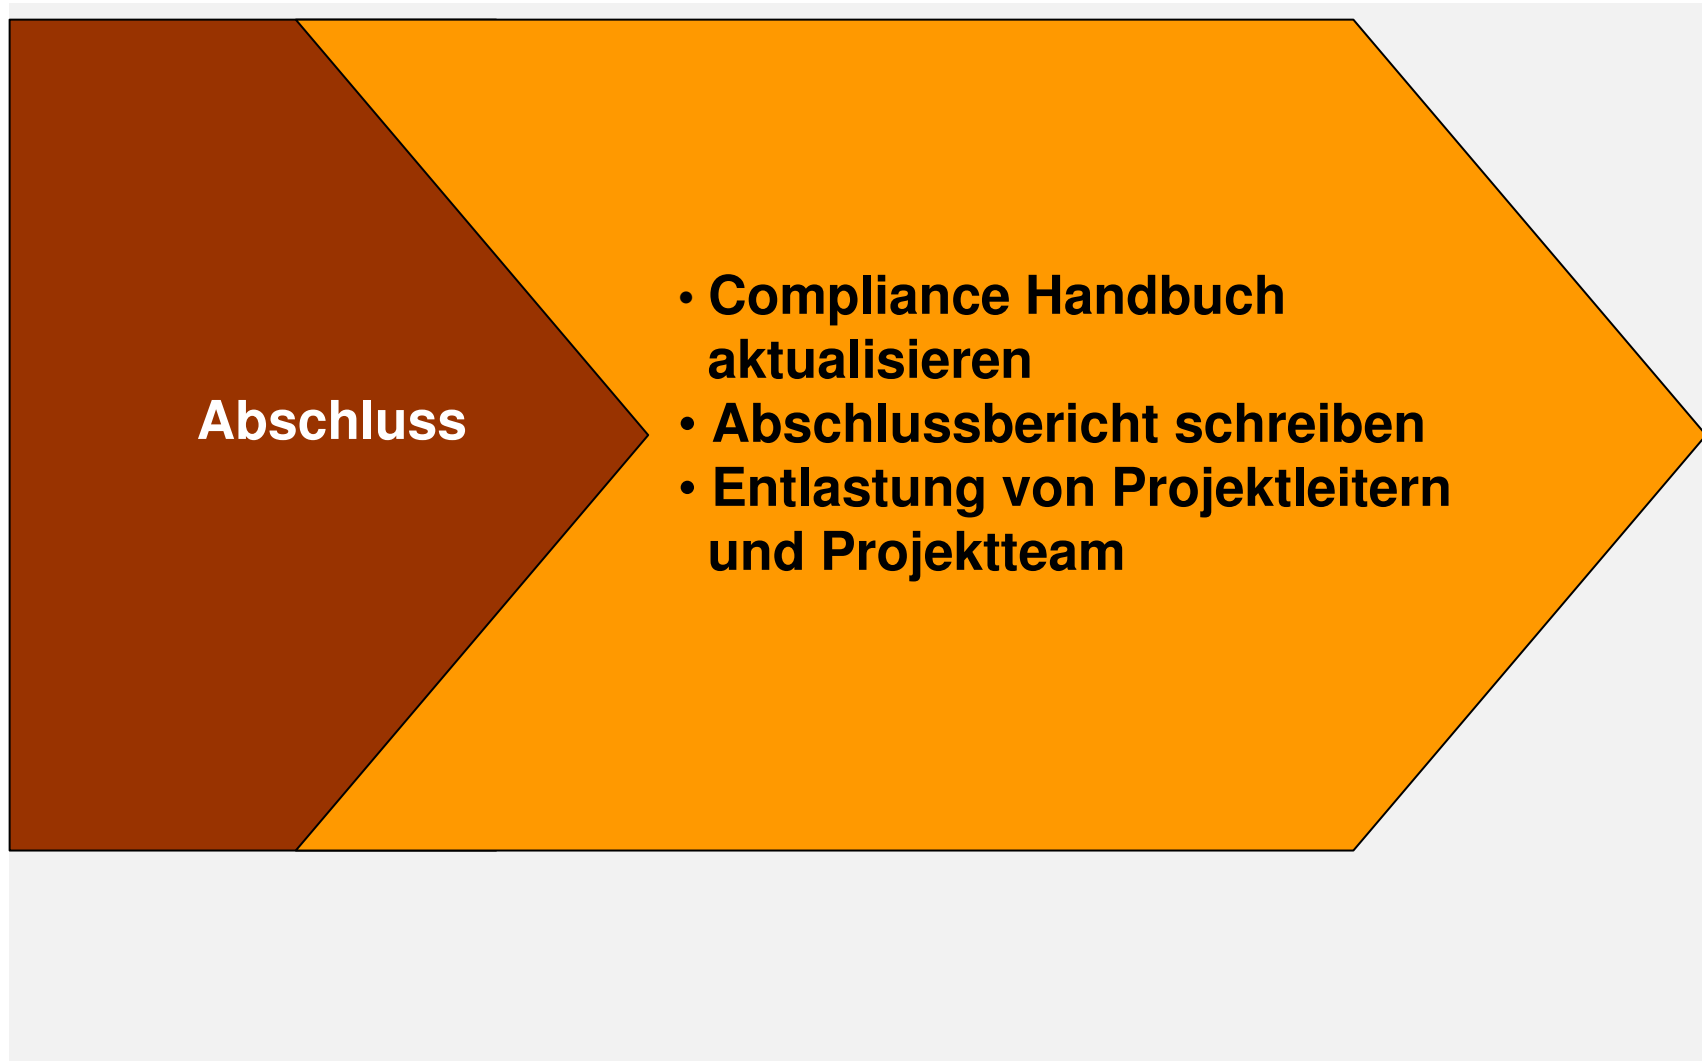 Abschluss
• Compliance Handbuch
aktualisieren
• Abschlussbericht schreiben
• Entlastung von Projektleitern
und Projektteam